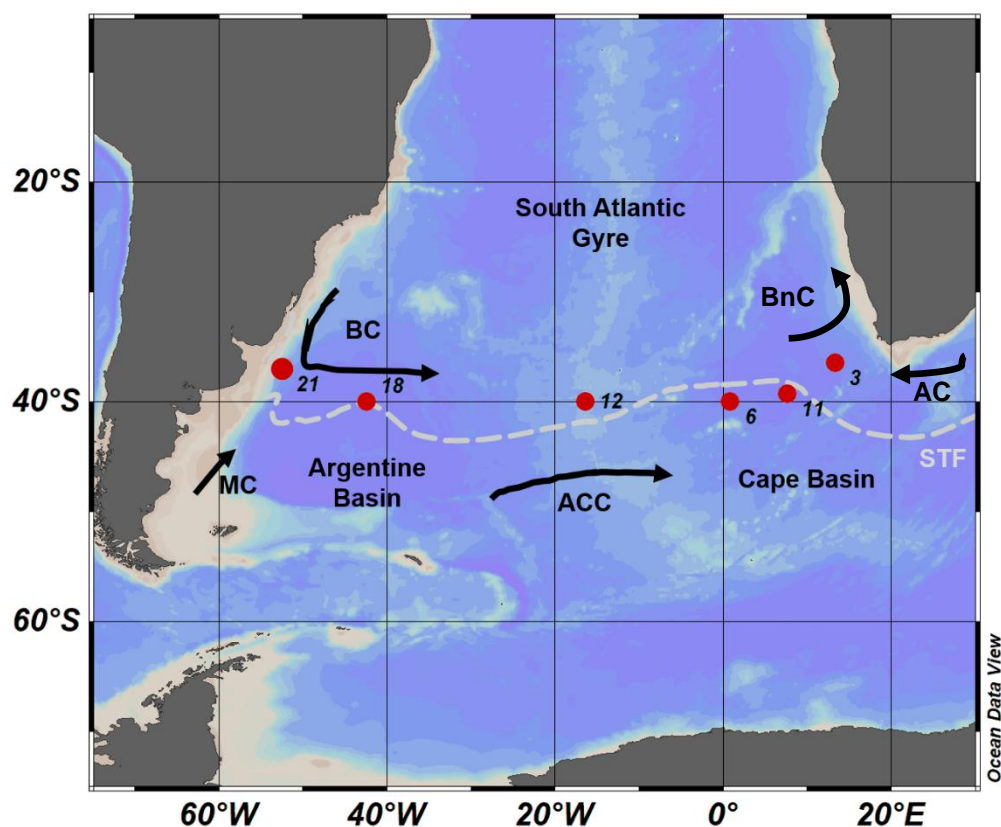 20°S
South Atlantic
Gyre
BnC
BC
3
21
18
AC
40°S
12
6
11
STF
Argentine
Basin
Cape Basin
MC
ACC
60°S
Ocean Data View
60°W
40°W
20°W
0°
20°E